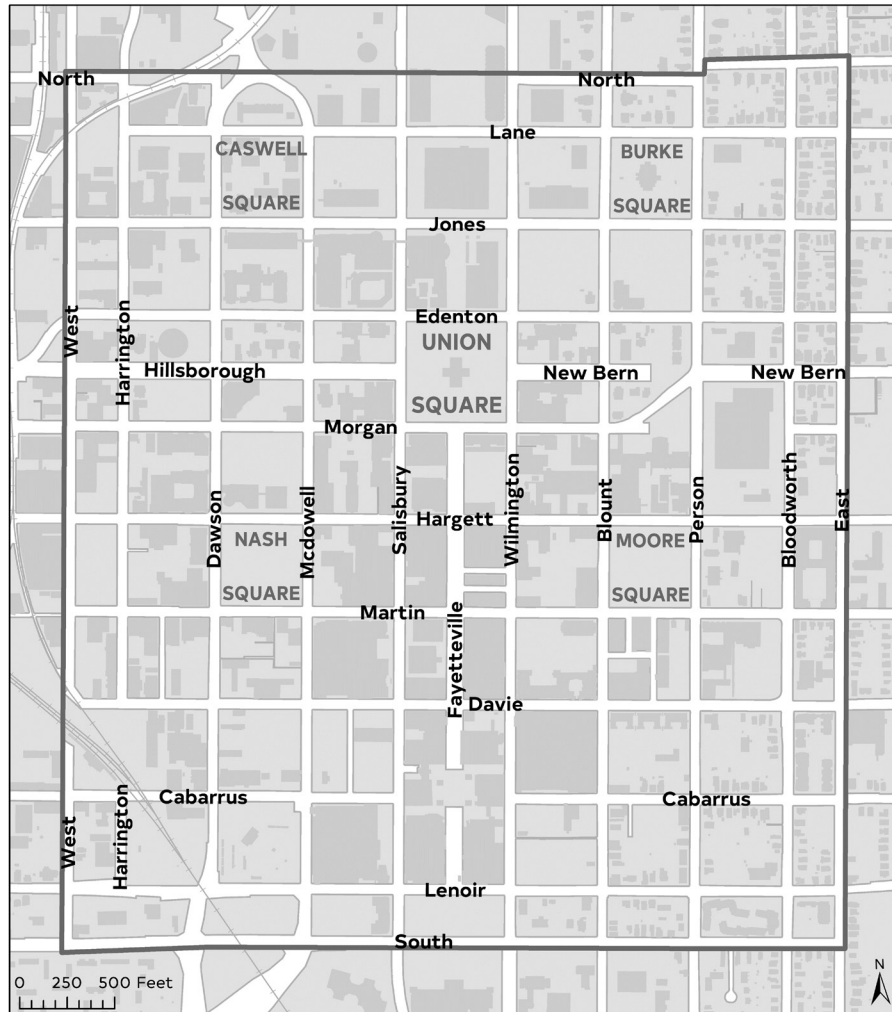 North
North
Lane
CASWELL
SQUARE
BURKE
SQUARE
Jones
Edenton
UNION
SQUARE
West
Harrington
Hillsborough
New Bern
New Bern
Morgan
Dawson
Mcdowell
Salisbury
Hargett
Wilmington
Blount
Person
Bloodworth
East
NASH
SQUARE
MOORE
SQUARE
Martin
Fayetteville
Davie
Cabarrus
Cabarrus
West
Harrington
Lenoir
South
0 250 500 Feet
N